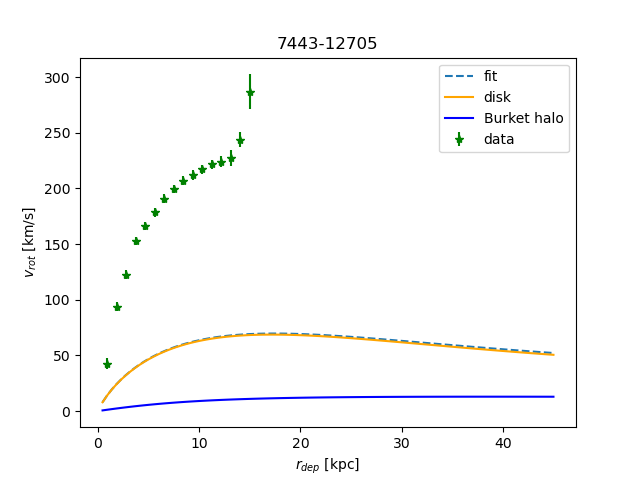 7443-12705
fit
disk
Burket halo
data
300
250
200
150
100
50
0
v_rot [km/s]
0 10 20 30 40
r_dep [kpc]